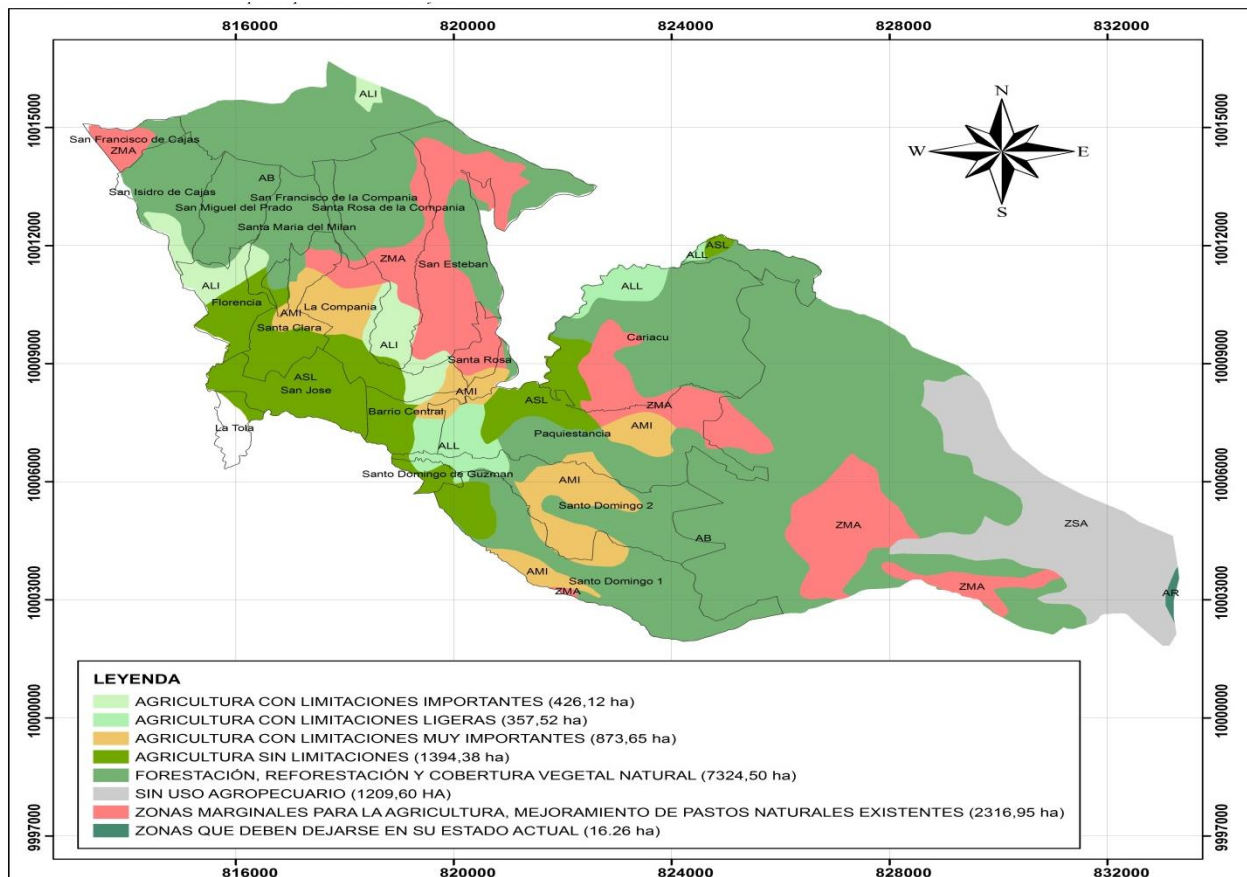 816000 820000 824000 828000 832000
10015000 10015000
10012000 10012000
10009000 10009000
10006000 10006000
10003000 10003000
10000000 10000000
9997000 9997000
N
W E
S
ALI
San Francisco de Cajas
ZMA
AB
San Isidro de Cajas
San Francisco de la Compania
San Miguel del Prado
Santa Rosa de la Compania
Santa Maria del Milan
ZMA
San Esteban
ASL
ALL
ALI
ALL
Florencia
La Compania
AMI
Santa Clara
Cariacu
ALI
Santa Rosa
ASL
San Jose
AMI
ASL
ZMA
Barrio Central
La Tola
Paquiestancia
AMI
ALL
Santo Domingo de Guzman
AMI
Santo Domingo 2
AB
ZMA
ZSA
AMI
Santo Domingo 1
ZMA
ZMA
AR
LEYENDA
AGRICULTURA CON LIMITACIONES IMPORTANTES (426,12 ha)
AGRICULTURA CON LIMITACIONES LIGERAS (357,52 ha)
AGRICULTURA CON LIMITACIONES MUY IMPORTANTES (873,65 ha)
AGRICULTURA SIN LIMITACIONES (1394,38 ha)
FORESTACIÓN, REFORESTACIÓN Y COBERTURA VEGETAL NATURAL (7324,50 ha)
SIN USO AGROPECUARIO (1209,60 HA)
ZONAS MARGINALES PARA LA AGRICULTURA, MEJORAMIENTO DE PASTOS NATURALES EXISTENTES (2316,95 ha)
ZONAS QUE DEBEN DEJARSE EN SU ESTADO ACTUAL (16.26 ha)
816000 820000 824000 828000 832000